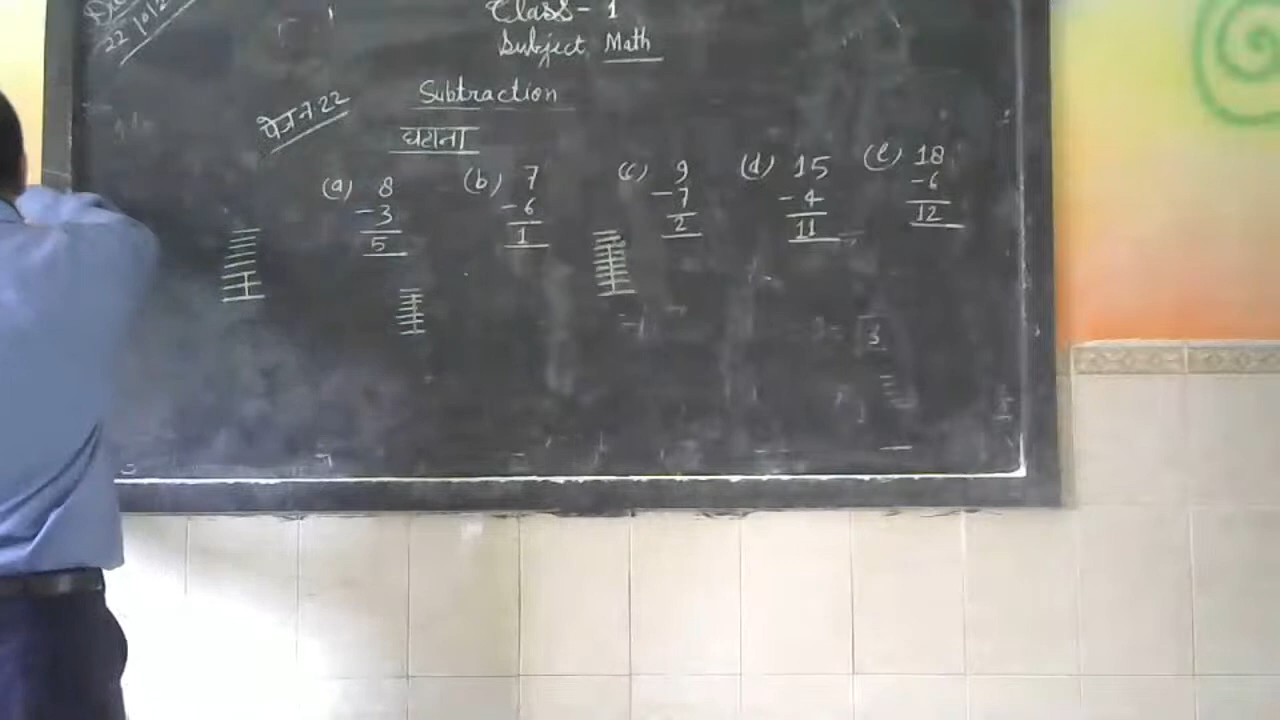 Class - 1
Subject Math
Subtraction
पेज नं. 22
घटाना
(a) 8
- 3
5
(b) 7
- 6
1
(c) 9
- 7
2
(d) 15
- 4
11
(e) 18
- 6
12
3